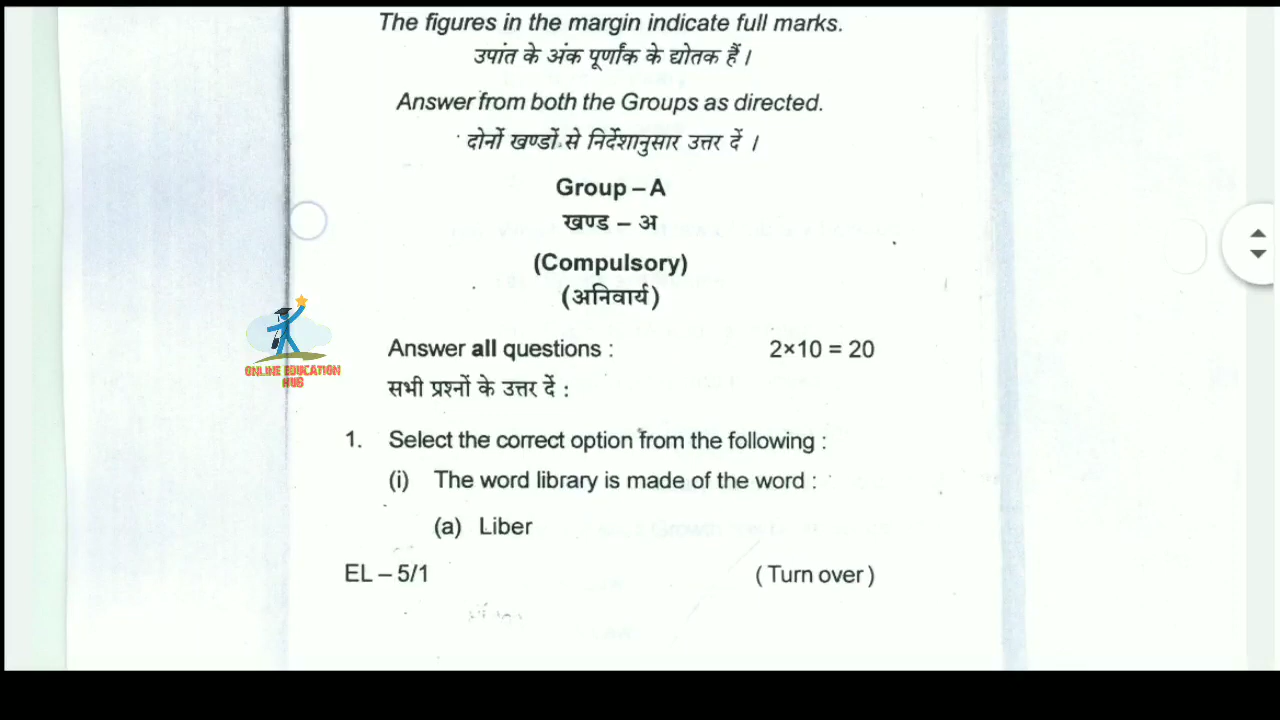 The figures in the margin indicate full marks.
उपांत के अंक पूर्णांक के द्योतक हैं।
Answer from both the Groups as directed.
दोनों खण्डों से निर्देशानुसार उत्तर दें ।
Group – A
खण्ड – अ
(Compulsory)
(अनिवार्य)
Answer all questions : 2×10 = 20
सभी प्रश्नों के उत्तर दें :
1. Select the correct option from the following :
(i) The word library is made of the word :
(a) Liber
EL – 5/1 (Turn over)
ONLINE EDUCATION
HUB